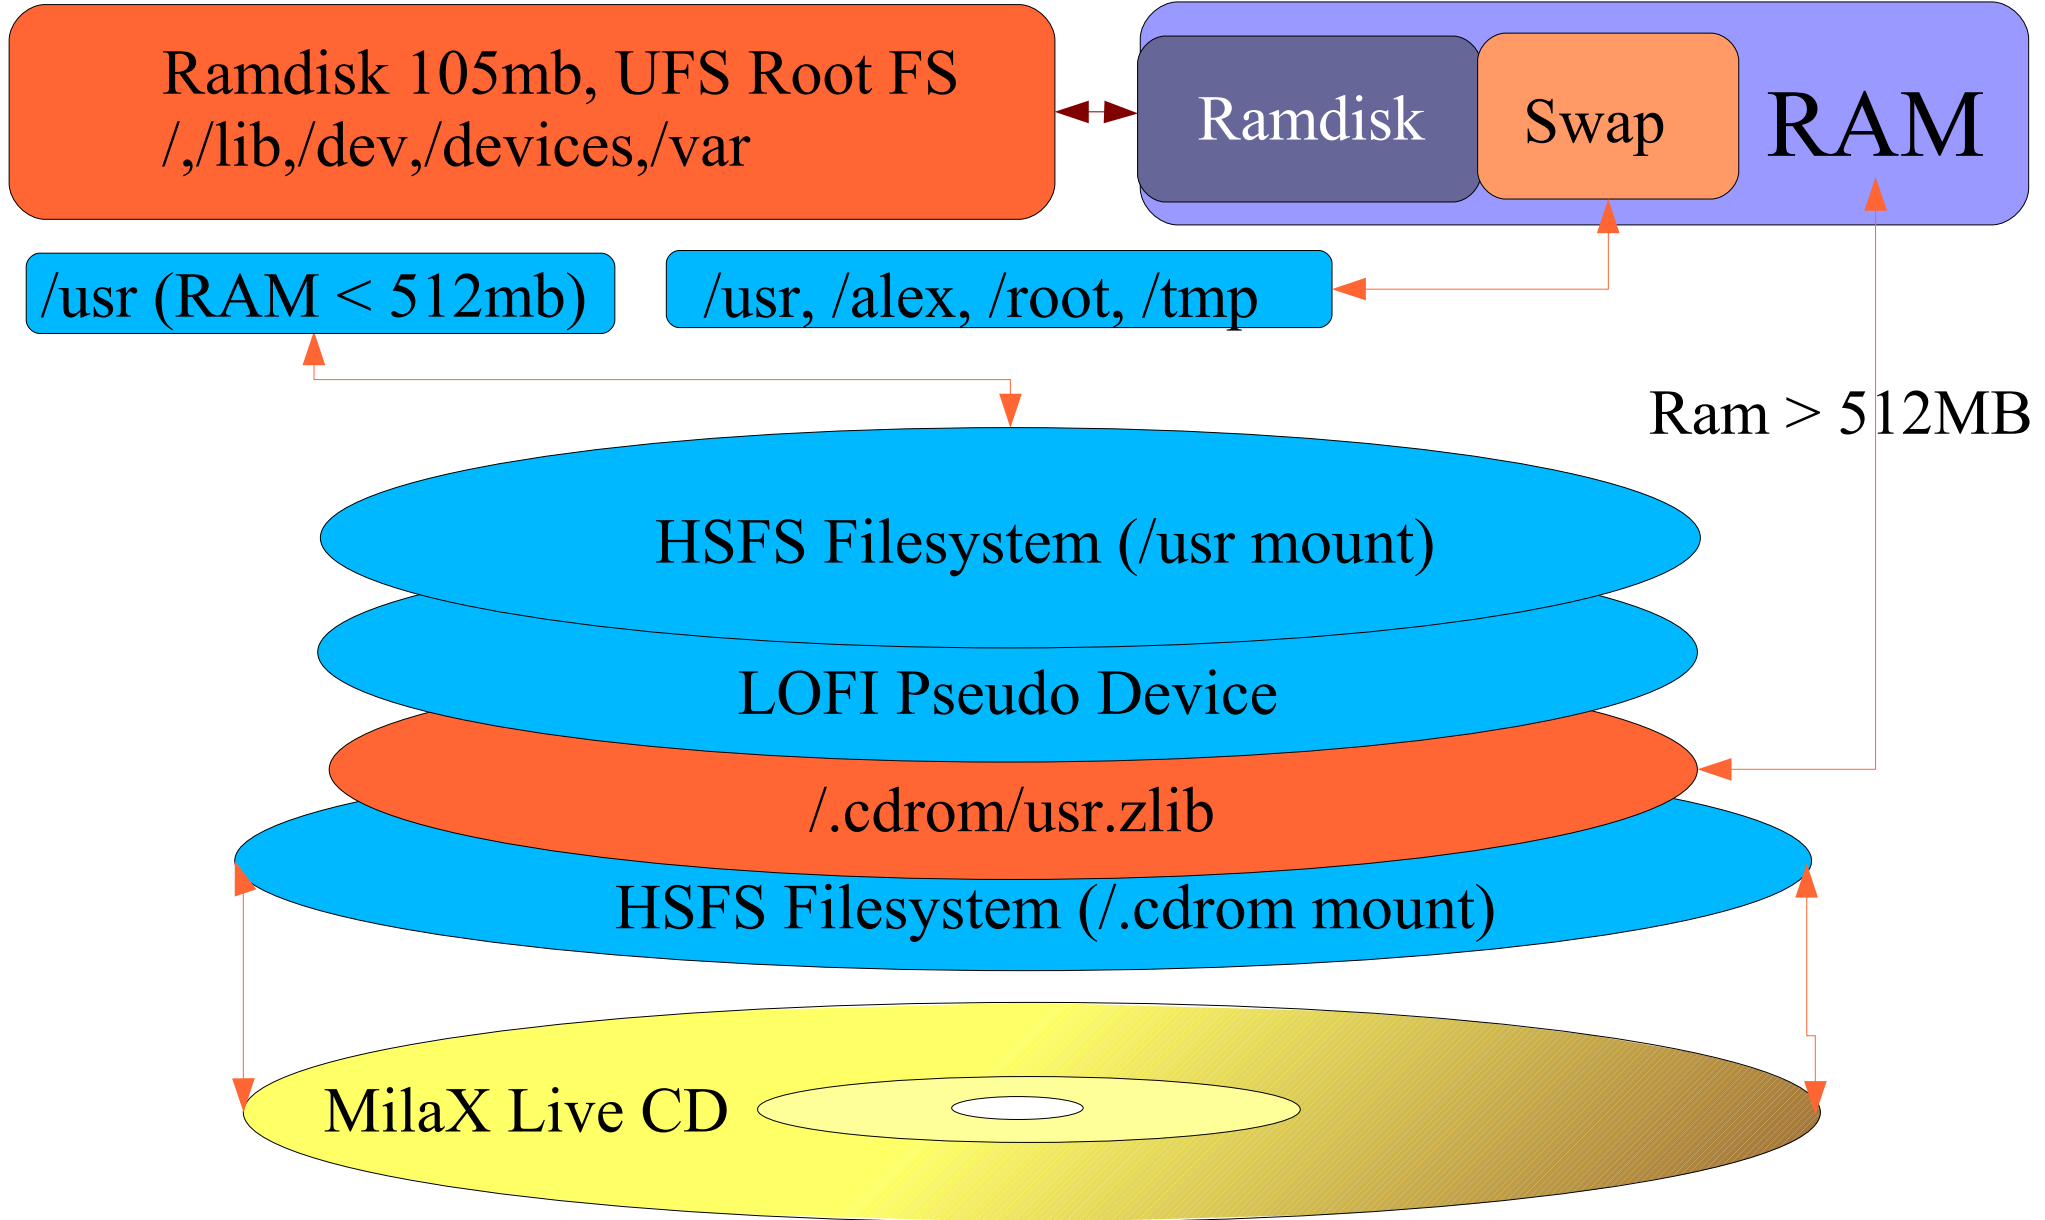 Ramdisk 105mb, UFS Root FS
/,/lib,/dev,/devices,/var
Ramdisk
Swap
RAM
/usr (RAM < 512mb)
/usr, /alex, /root, /tmp
Ram > 512MB
HSFS Filesystem (/usr mount)
LOFI Pseudo Device
/.cdrom/usr.zlib
HSFS Filesystem (/.cdrom mount)
MilaX Live CD